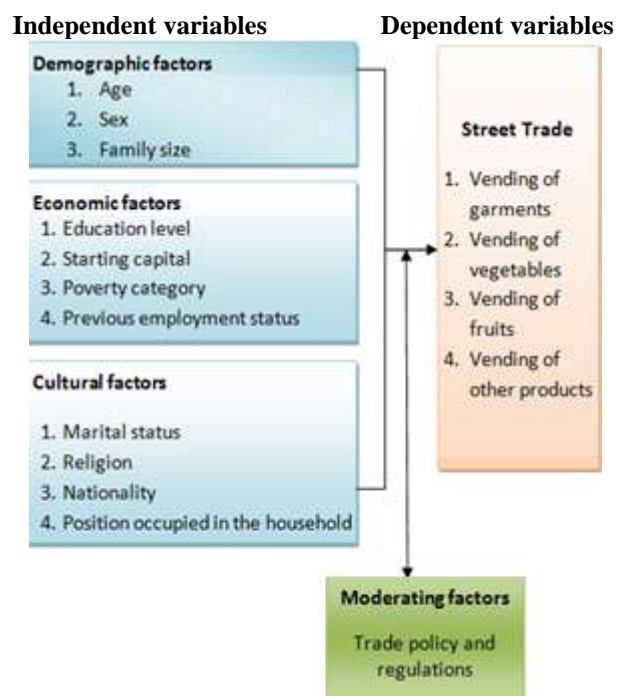 Independent variables
Dependent variables
Demographic factors
1. Age
2. Sex
3. Family size
Economic factors
1. Education level
2. Starting capital
3. Poverty category
4. Previous employment status
Cultural factors
1. Marital status
2. Religion
3. Nationality
4. Position occupied in the household
Street Trade
1. Vending of
garments
2. Vending of
vegetables
3. Vending of
fruits
4. Vending of
other products
Moderating factors
Trade policy and
regulations